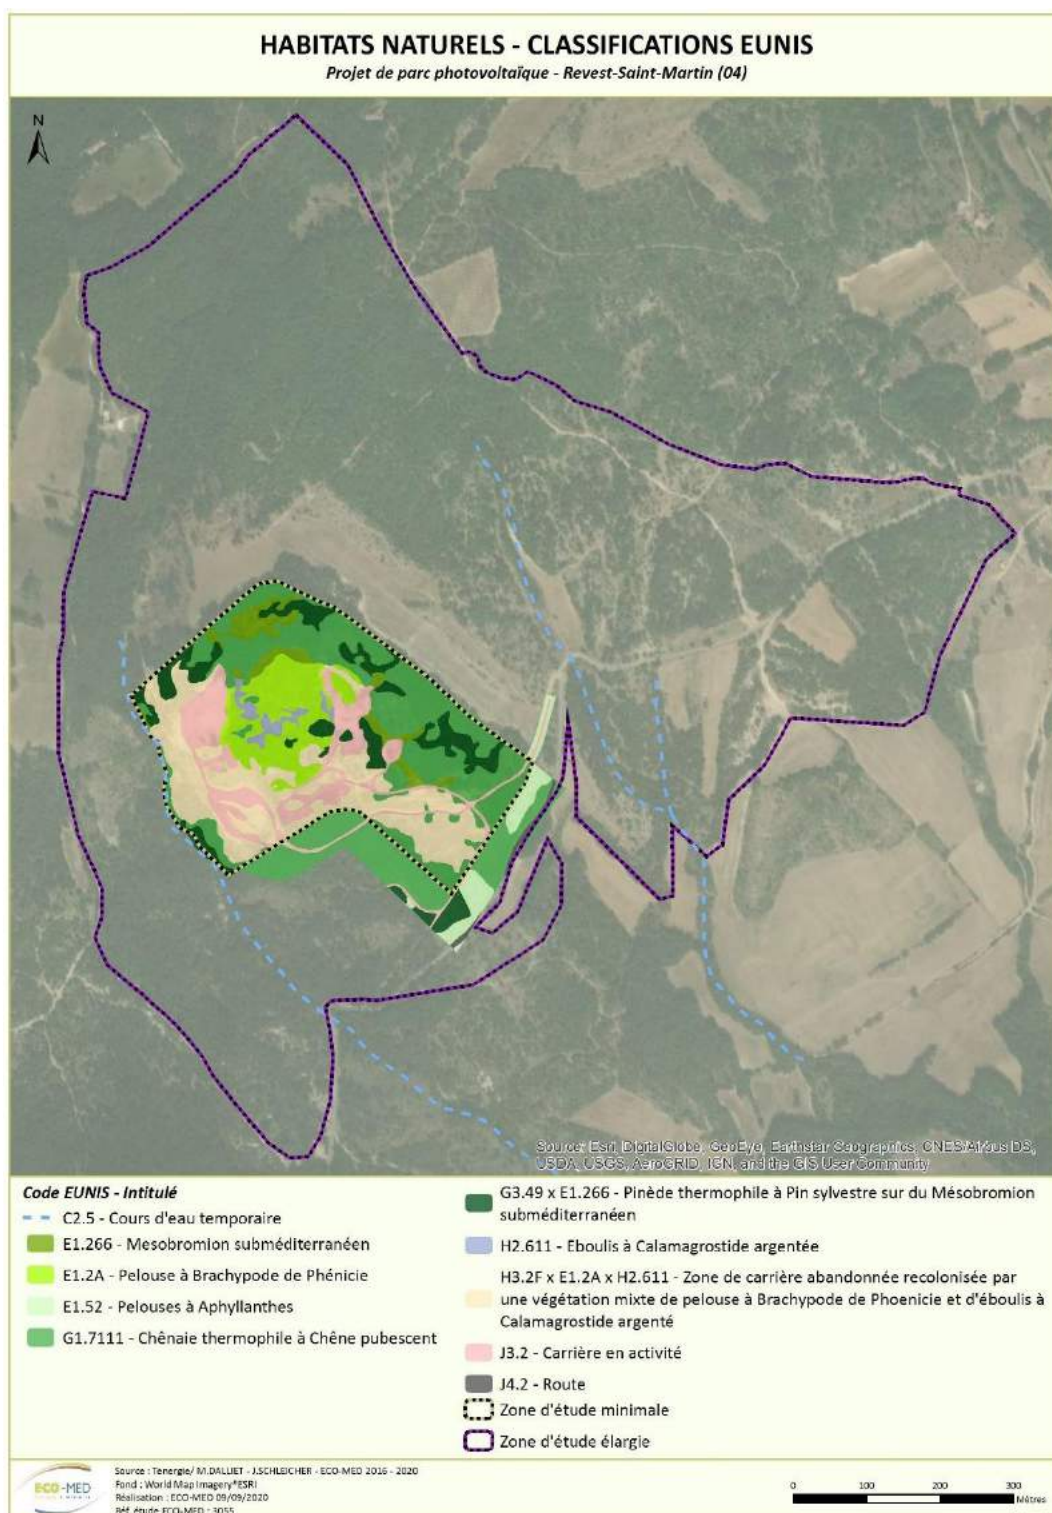 HABITATS NATURELS - CLASSIFICATIONS EUNIS
Projet de parc photovoltaïque - Revest-Saint-Martin (04)
N
Source: Esri, DigitalGlobe, GeoEye, Earthstar Geographics, CNES/Airbus DS,
USDA, USGS, AeroGRID, IGN, and the GIS User Community
Code EUNIS - Intitulé
C2.5 - Cours d'eau temporaire
E1.266 - Mesobromion subméditerranéen
E1.2A - Pelouse à Brachypode de Phénicie
E1.52 - Pelouses à Aphyllanthes
G1.7111 - Chênaie thermophile à Chêne pubescent
G3.49 x E1.266 - Pinède thermophile à Pin sylvestre sur du Mésobromion
subméditerranéen
H2.611 - Eboulis à Calamagrostide argentée
H3.2F x E1.2A x H2.611 - Zone de carrière abandonnée recolonisée par
une végétation mixte de pelouse à Brachypode de Phoenicie et d'éboulis à
Calamagrostide argenté
J3.2 - Carrière en activité
J4.2 - Route
Zone d'étude minimale
Zone d'étude élargie
ECO-MED
Source : Tenergie/ M.DALLIET - J.SCHLEICHER - ECO-MED 2016 - 2020
Fond : World Map Imagery®ESRI
Réalisation : ECO-MED 09/09/2020
Réf. étude ECO-MED : 3055
0 100 200 300
Mètres